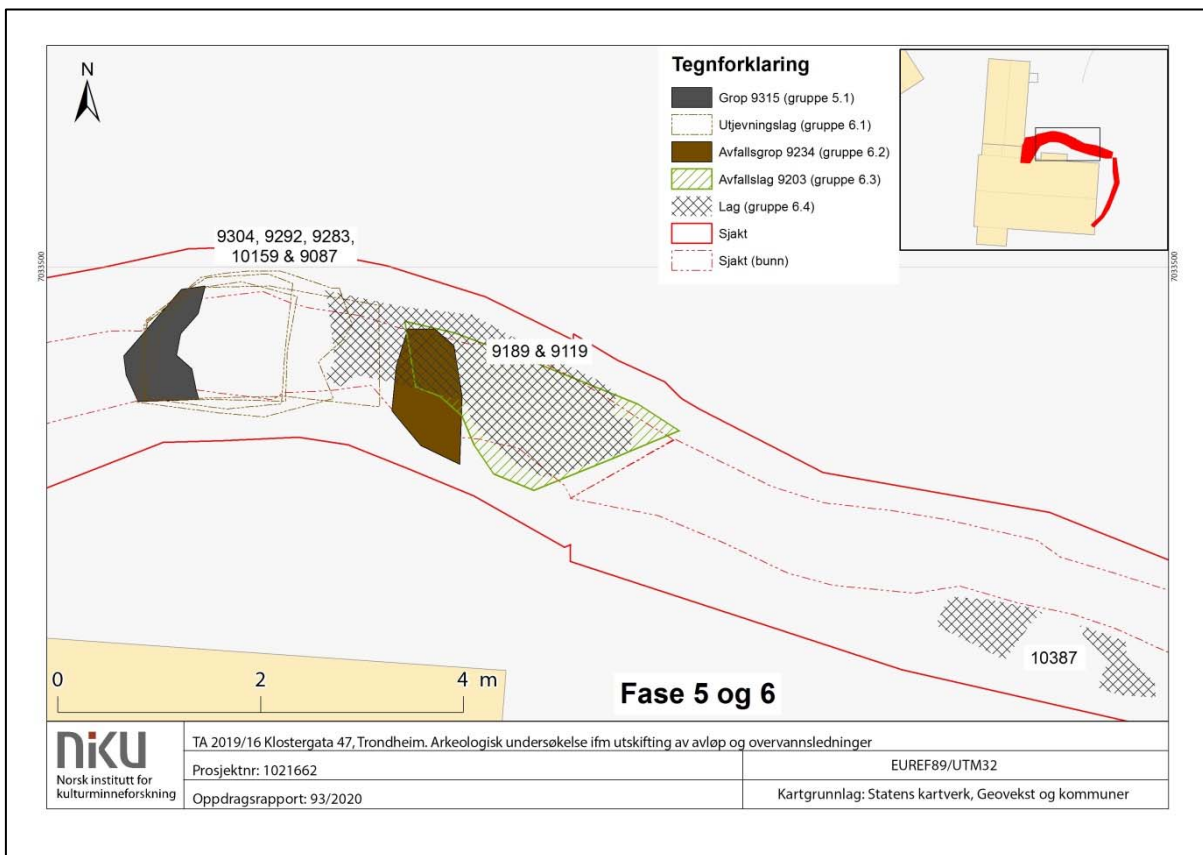 N
Tegnforklaring
Grop 9315 (gruppe 5.1)
Utjevningslag (gruppe 6.1)
Avfallsgrop 9234 (gruppe 6.2)
Avfallslag 9203 (gruppe 6.3)
Lag (gruppe 6.4)
Sjakt
Sjakt (bunn)
7033500
7033500
9304, 9292, 9283,
10159 & 9087
9189 & 9119
10387
0 2 4 m
Fase 5 og 6
niku
Norsk institutt for
kulturminneforskning
TA 2019/16 Klostergata 47, Trondheim. Arkeologisk undersøkelse ifm utskifting av avløp og overvannsledninger
Prosjektnr: 1021662
EUREF89/UTM32
Oppdragsrapport: 93/2020
Kartgrunnlag: Statens kartverk, Geovekst og kommuner